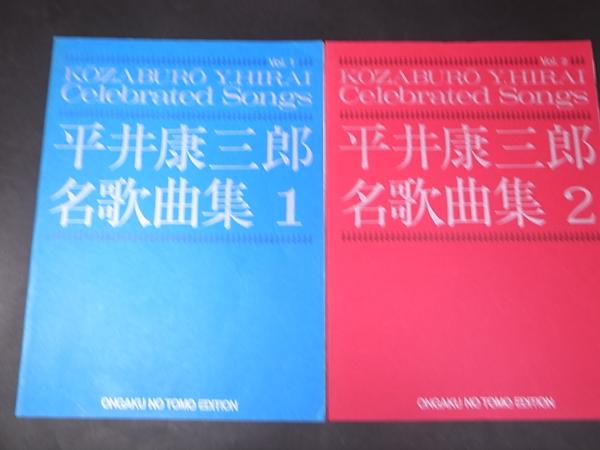 Vol. 1
KŌZABURO Y.HIRAI
Celebrated Songs
平井康三郎
名歌曲集 1
ONGAKU NO TOMO EDITION
Vol. 2
KŌZABURO Y.HIRAI
Celebrated Songs
平井康三郎
名歌曲集 2
ONGAKU NO TOMO EDITION